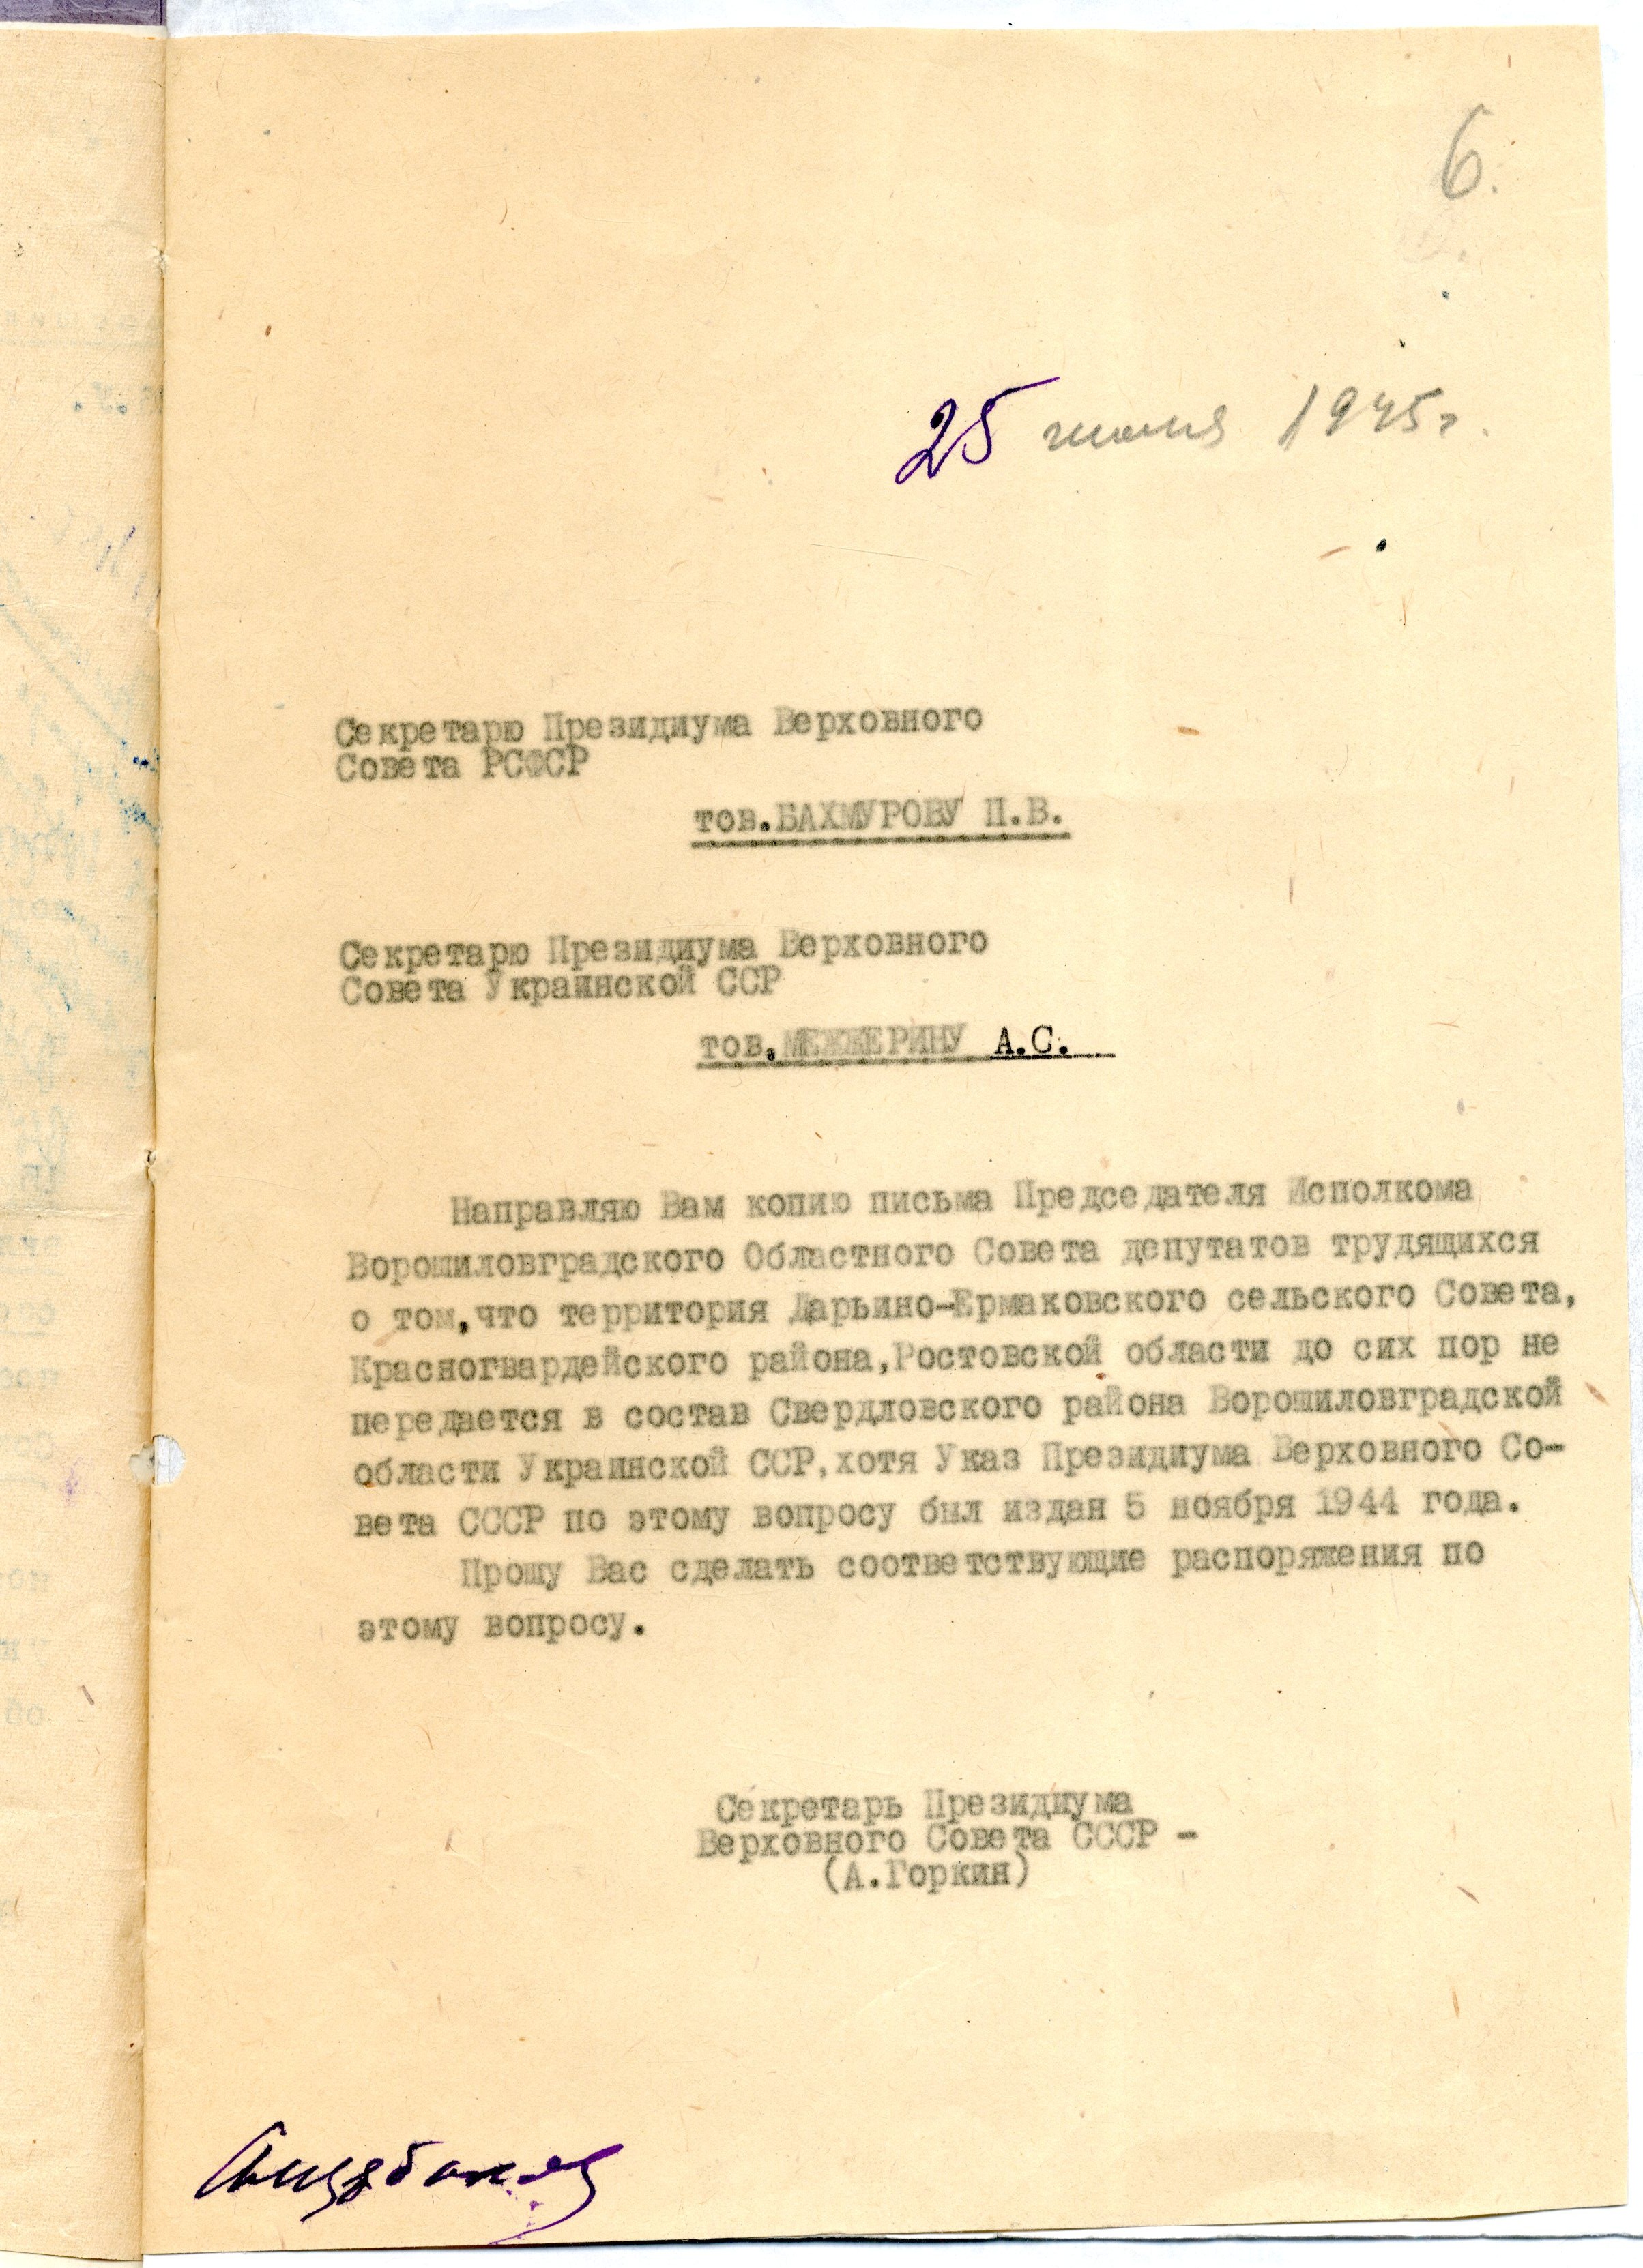 6.
25 июля 1945г.
Секретарю Президиума Верховного
Совета РСФСР
тов.БАХМУРОВУ П.В.
Секретарю Президиума Верховного
Совета Украинской ССР
тов.МЕЖЖЕРИНУ А.С.
Направляю Вам копию письма Председателя Исполкома
Ворошиловградского Областного Совета депутатов трудящихся
о том,что территория Дарьино-Ермаковского сельского Совета,
Красногвардейского района,Ростовской области до сих пор не
передается в состав Свердловского района Ворошиловградской
области Украинской ССР,хотя Указ Президиума Верховного Со-
вета СССР по этому вопросу был издан 5 ноября 1944 года.
Прошу Вас сделать соответствующие распоряжения по
этому вопросу.
Секретарь Президиума
Верховного Совета СССР -
(А.Горкин)